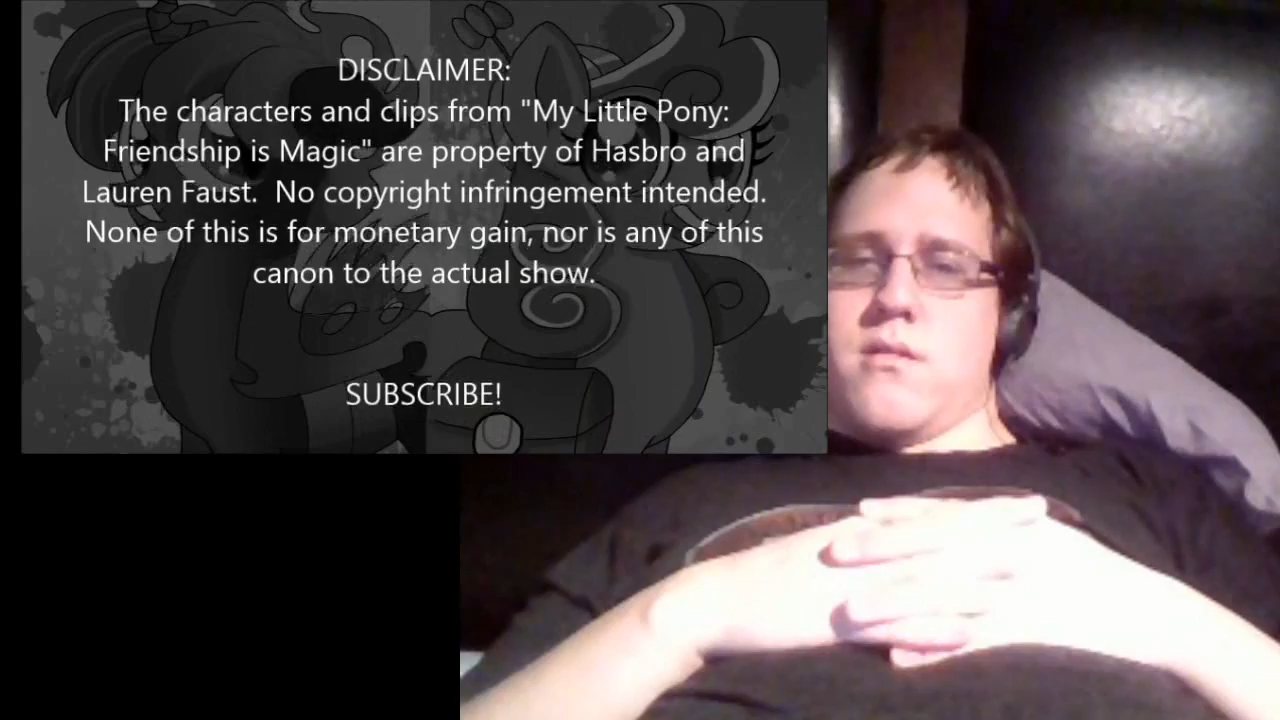 DISCLAIMER:
The characters and clips from "My Little Pony:
Friendship is Magic" are property of Hasbro and
Lauren Faust.  No copyright infringement intended.
None of this is for monetary gain, nor is any of this
canon to the actual show.
SUBSCRIBE!